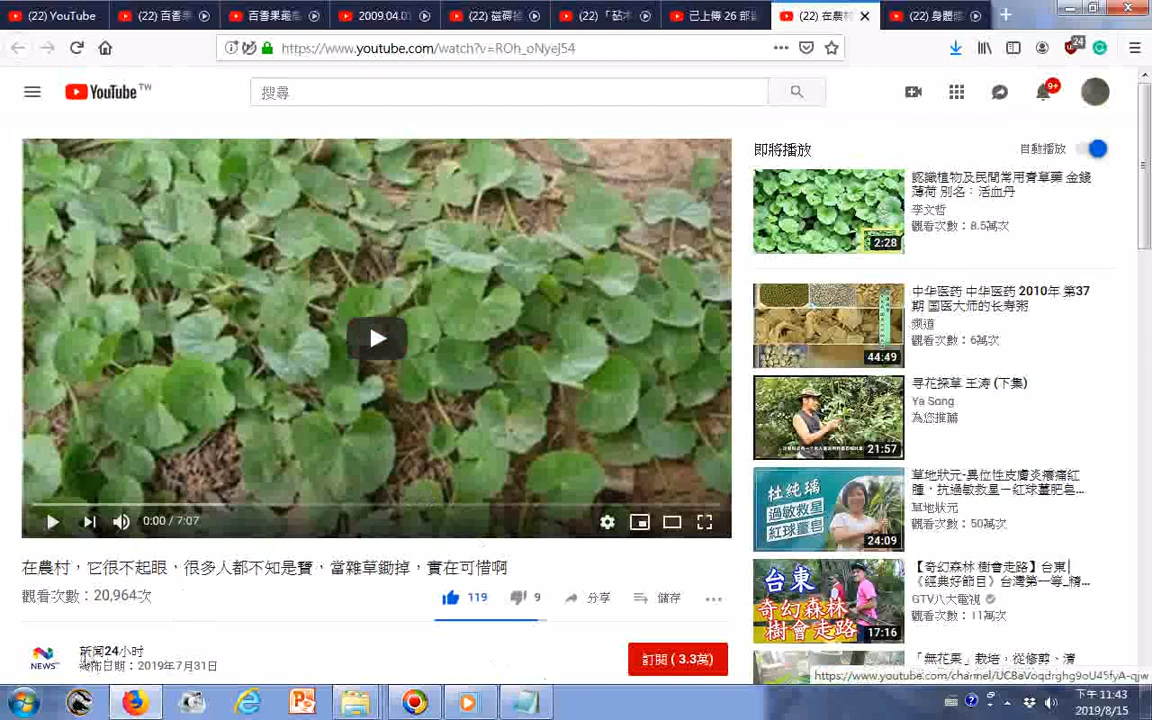 (22) YouTube
(22) 百香
百香果嚴
2009.04.0
(22) 磁磚
(22) 「砧木
己上傳 26 部
(22) 在農村
(22) 身體
https://www.youtube.com/watch?v=ROh_oNyeJ54
24
YouTube TW
搜尋
9+
即將播放
自動播放
認識植物及民間常用青草藥 金錢
薄荷 別名：活血丹
李文哲
觀看次數：8.5萬次
2:28
中华医药 中华医药 2010年 第37
期 国医大师的长寿粥
频道
觀看次數：6萬次
44:49
寻花探草 王涛 (下集)
Ya Sang
為您推薦
21:57
草地狀元-異位性皮膚炎癢痛紅
腫，抗過敏救星－紅球薑肥皂...
草地狀元
觀看次數：50萬次
杜純瑀
過敏救星
紅球薑皂
24:09
【奇幻森林 樹會走路】台東|
《經典好節目》台灣第一等_精...
GTV八大電視
觀看次數：11萬次
台東
奇幻森林
樹會走路
17:16
「無花果」栽培，從修剪、清
0:00 / 7:07
在農村，它很不起眼，很多人都不知是寶，當雜草鋤掉，實在可惜啊
觀看次數：20,964次
119
9
分享
儲存
NEWS
新闻24小时
發佈日期：2019年7月31日
訂閱 ( 3.3萬)
https://www.youtube.com/channel/UC8aVoqdrghg9oU45fyA-qjw
下午 11:43
2019/8/15